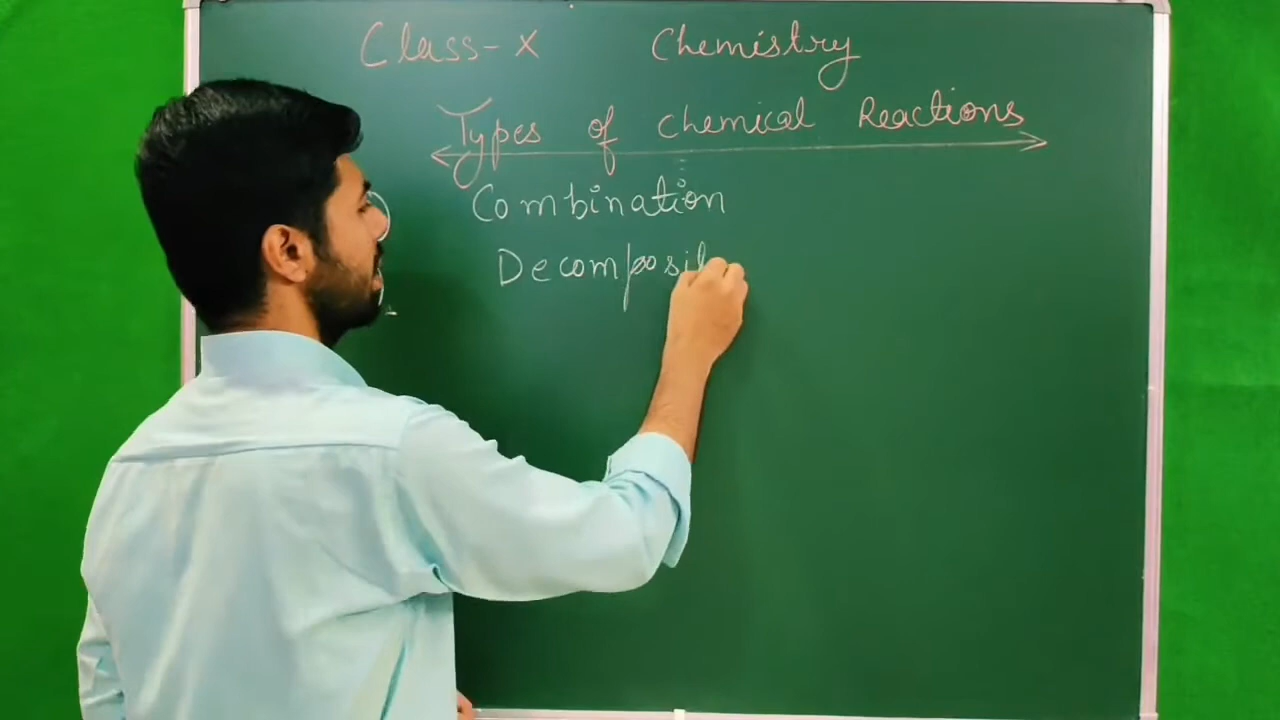 Class-X Chemistry
Types of Chemical Reactions
Combination
Decomposit